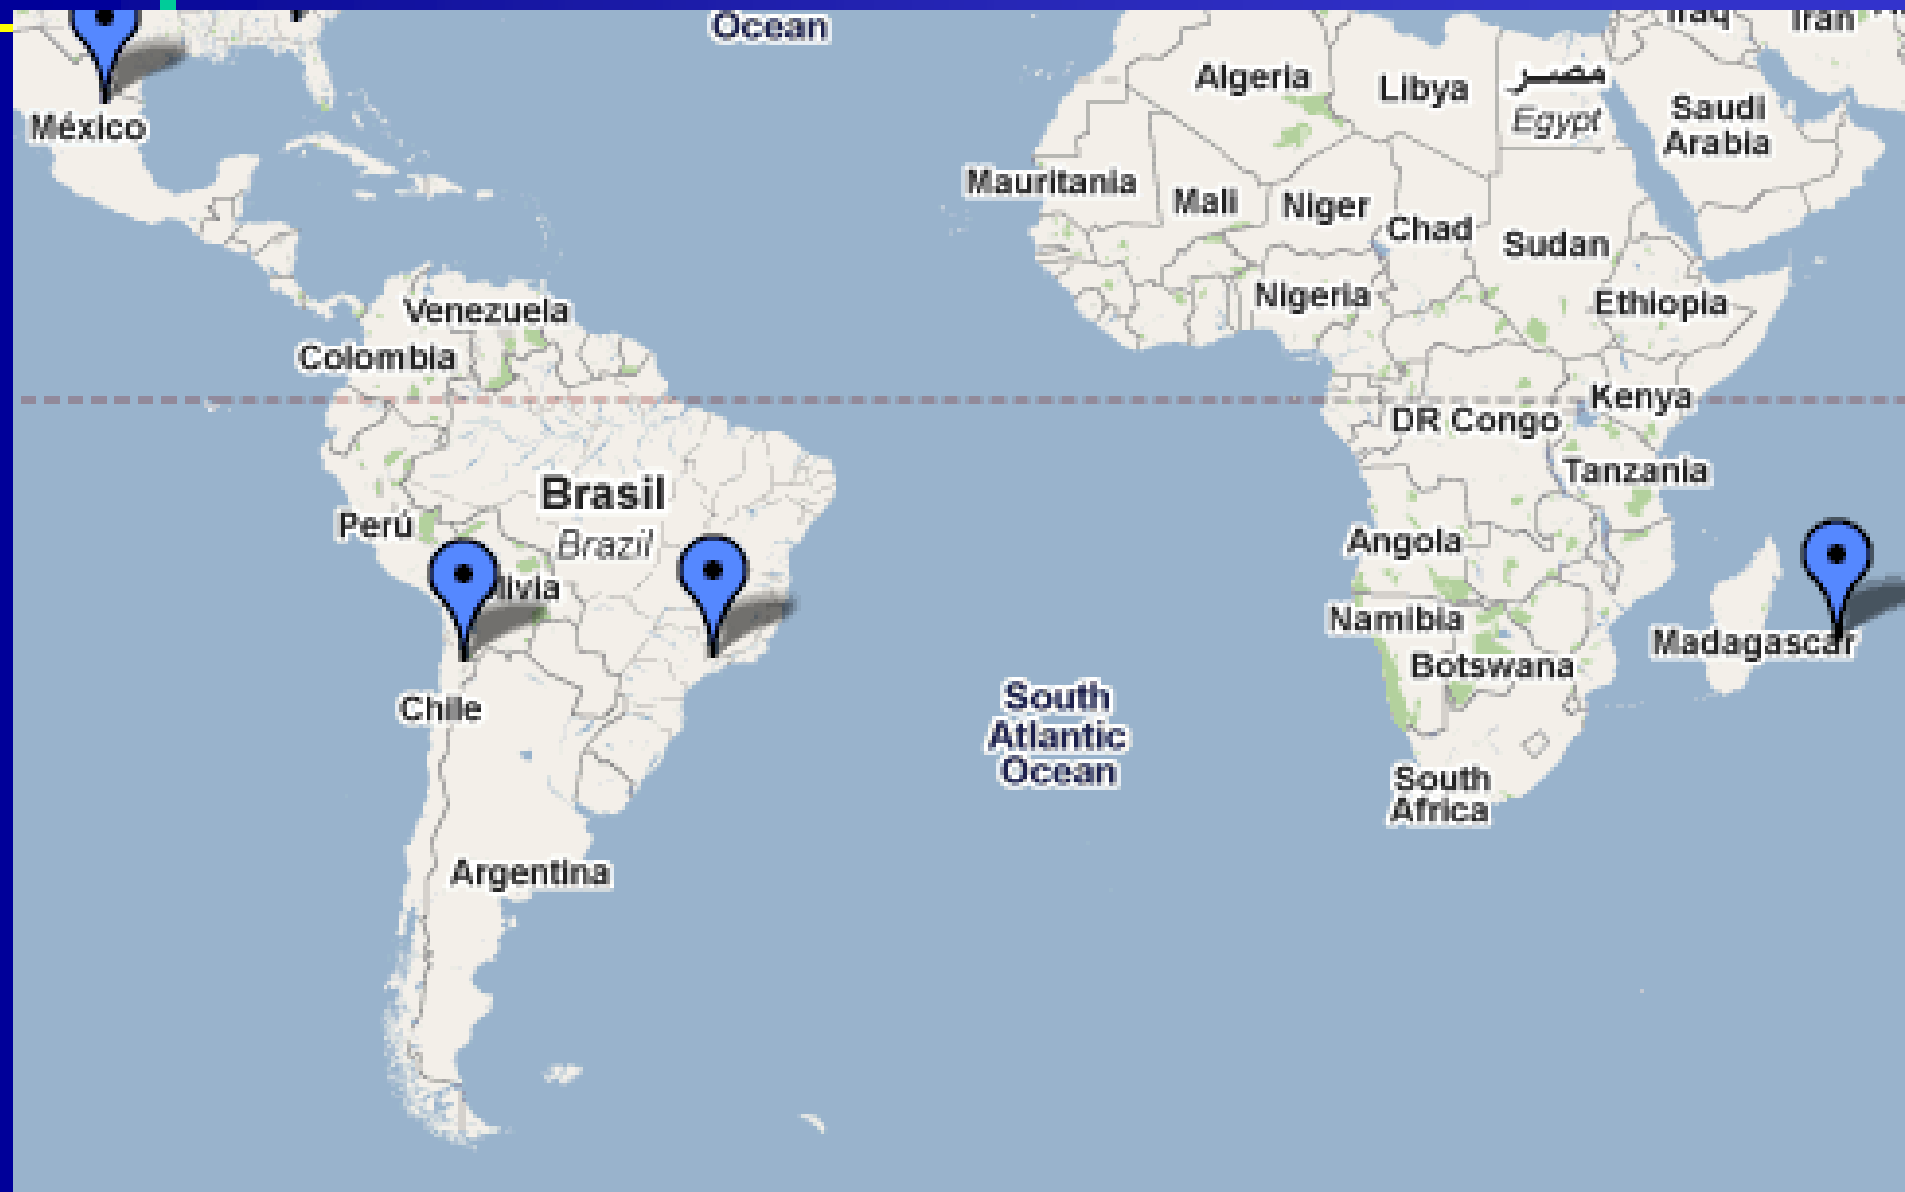 Ocean
Iraq
Iran
Algeria
Libya
مصر
Egypt
Saudi
Arabia
México
Mauritania
Mali
Niger
Chad
Sudan
Nigeria
Ethiopia
Venezuela
Colombia
Kenya
DR Congo
Tanzania
Brasil
Brazil
Perú
livia
Angola
Namibia
Madagascar
Botswana
Chile
South
Atlantic
Ocean
South
Africa
Argentina